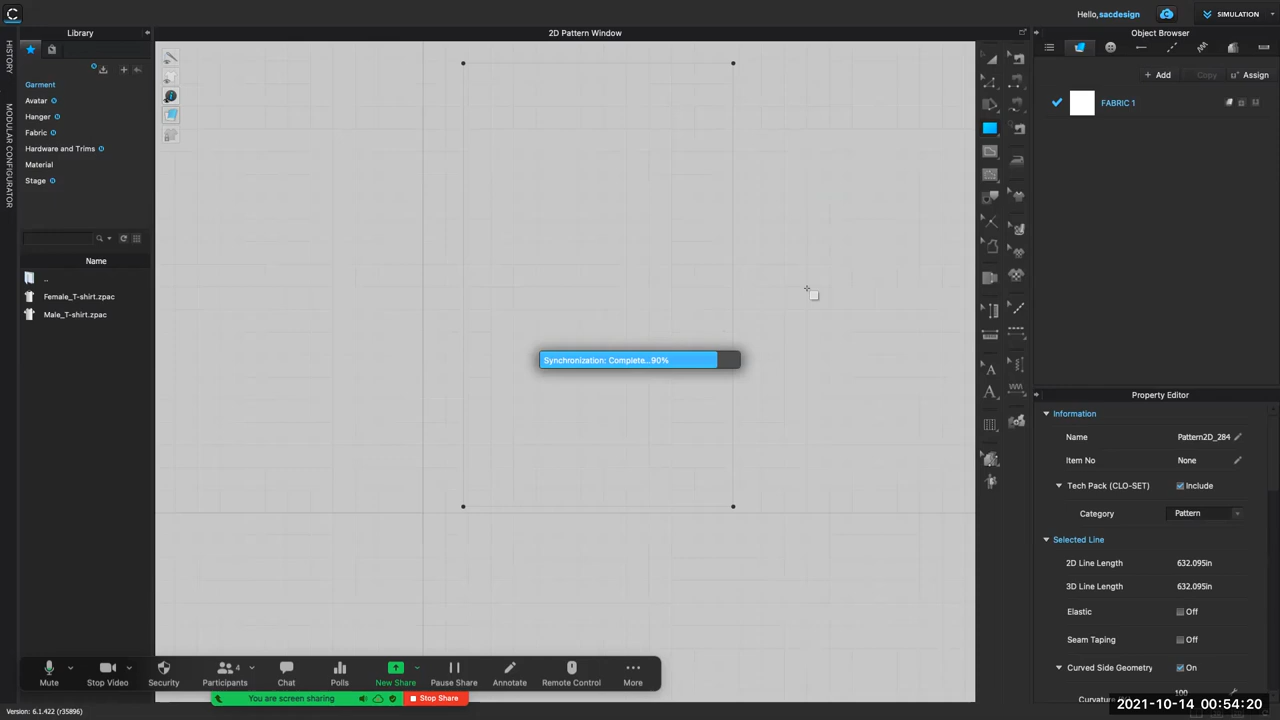 Hello, sacdesign
SIMULATION
Library
2D Pattern Window
Object Browser
HISTORY
MODULAR CONFIGURATOR
Garment
Avatar
Hanger
Fabric
Hardware and Trims
Material
Stage
Name
..
Female_T-shirt.zpac
Male_T-shirt.zpac
+ Add
Copy
Assign
FABRIC 1
Synchronization: Complete...90%
Property Editor
Information
Name Pattern2D_284
Item No None
Tech Pack (CLO-SET) Include
Category Pattern
Selected Line
2D Line Length 632.095in
3D Line Length 632.095in
Elastic Off
Seam Taping Off
Curved Side Geometry On
Curvature 100
Mute
Stop Video
Security
4
Participants
Chat
Polls
New Share
Pause Share
Annotate
Remote Control
More
You are screen sharing
Stop Share
Version: 6.1.422 (r35896)
2021-10-14 00:54:20